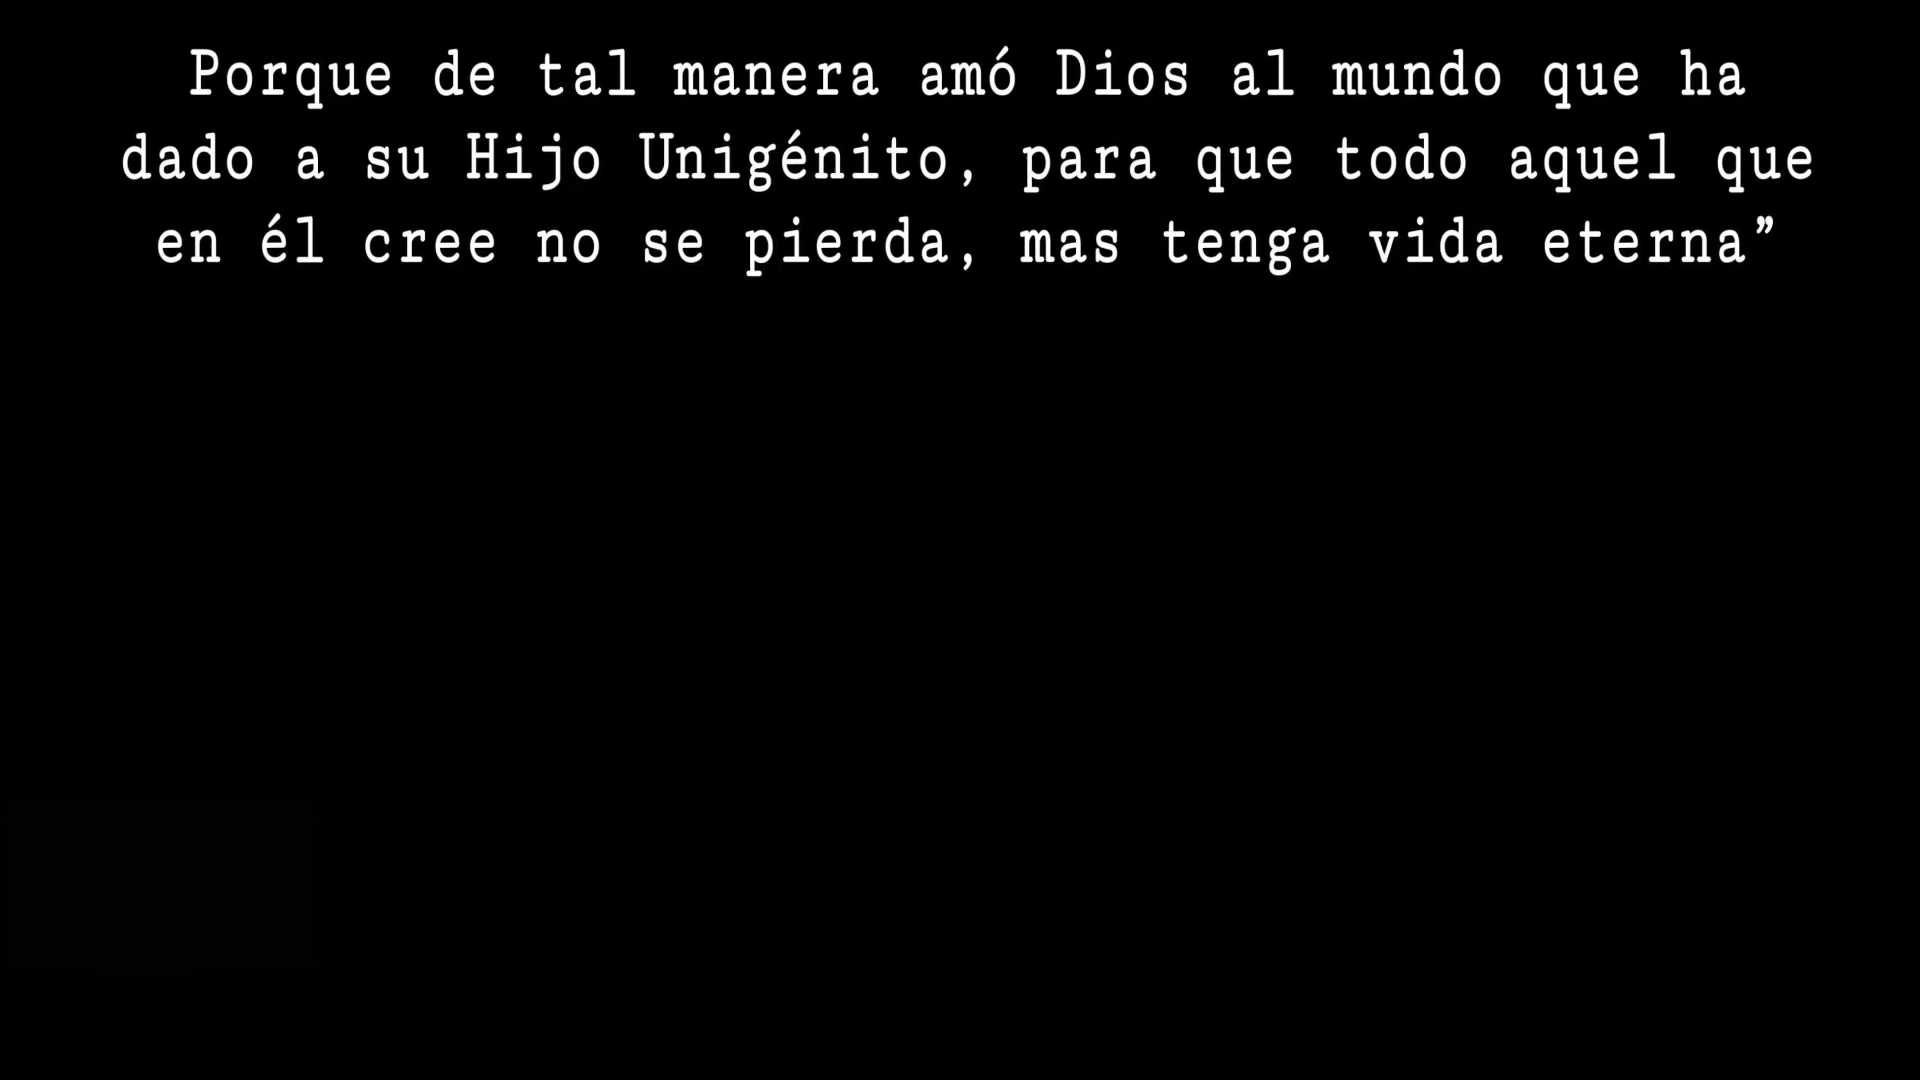 Porque de tal manera amó Dios al mundo que ha
dado a su Hijo Unigénito, para que todo aquel que
en él cree no se pierda, mas tenga vida eterna”